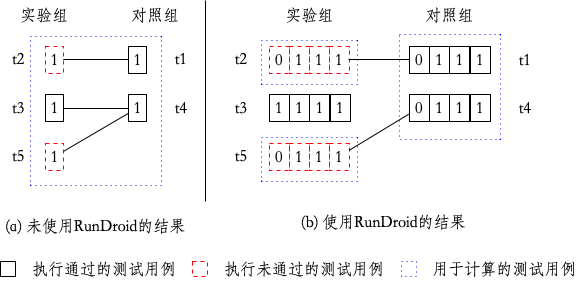 实验组 对照组 实验组 对照组
t2 1 1 t1 t2 0 1 1 1 0 1 1 1 t1
t3 1 1 t4 t3 1 1 1 1 0 1 1 1 t4
t5 1 t5 0 1 1 1
(a) 未使用RunDroid的结果 (b) 使用RunDroid的结果
执行通过的测试用例 执行未通过的测试用例 用于计算的测试用例